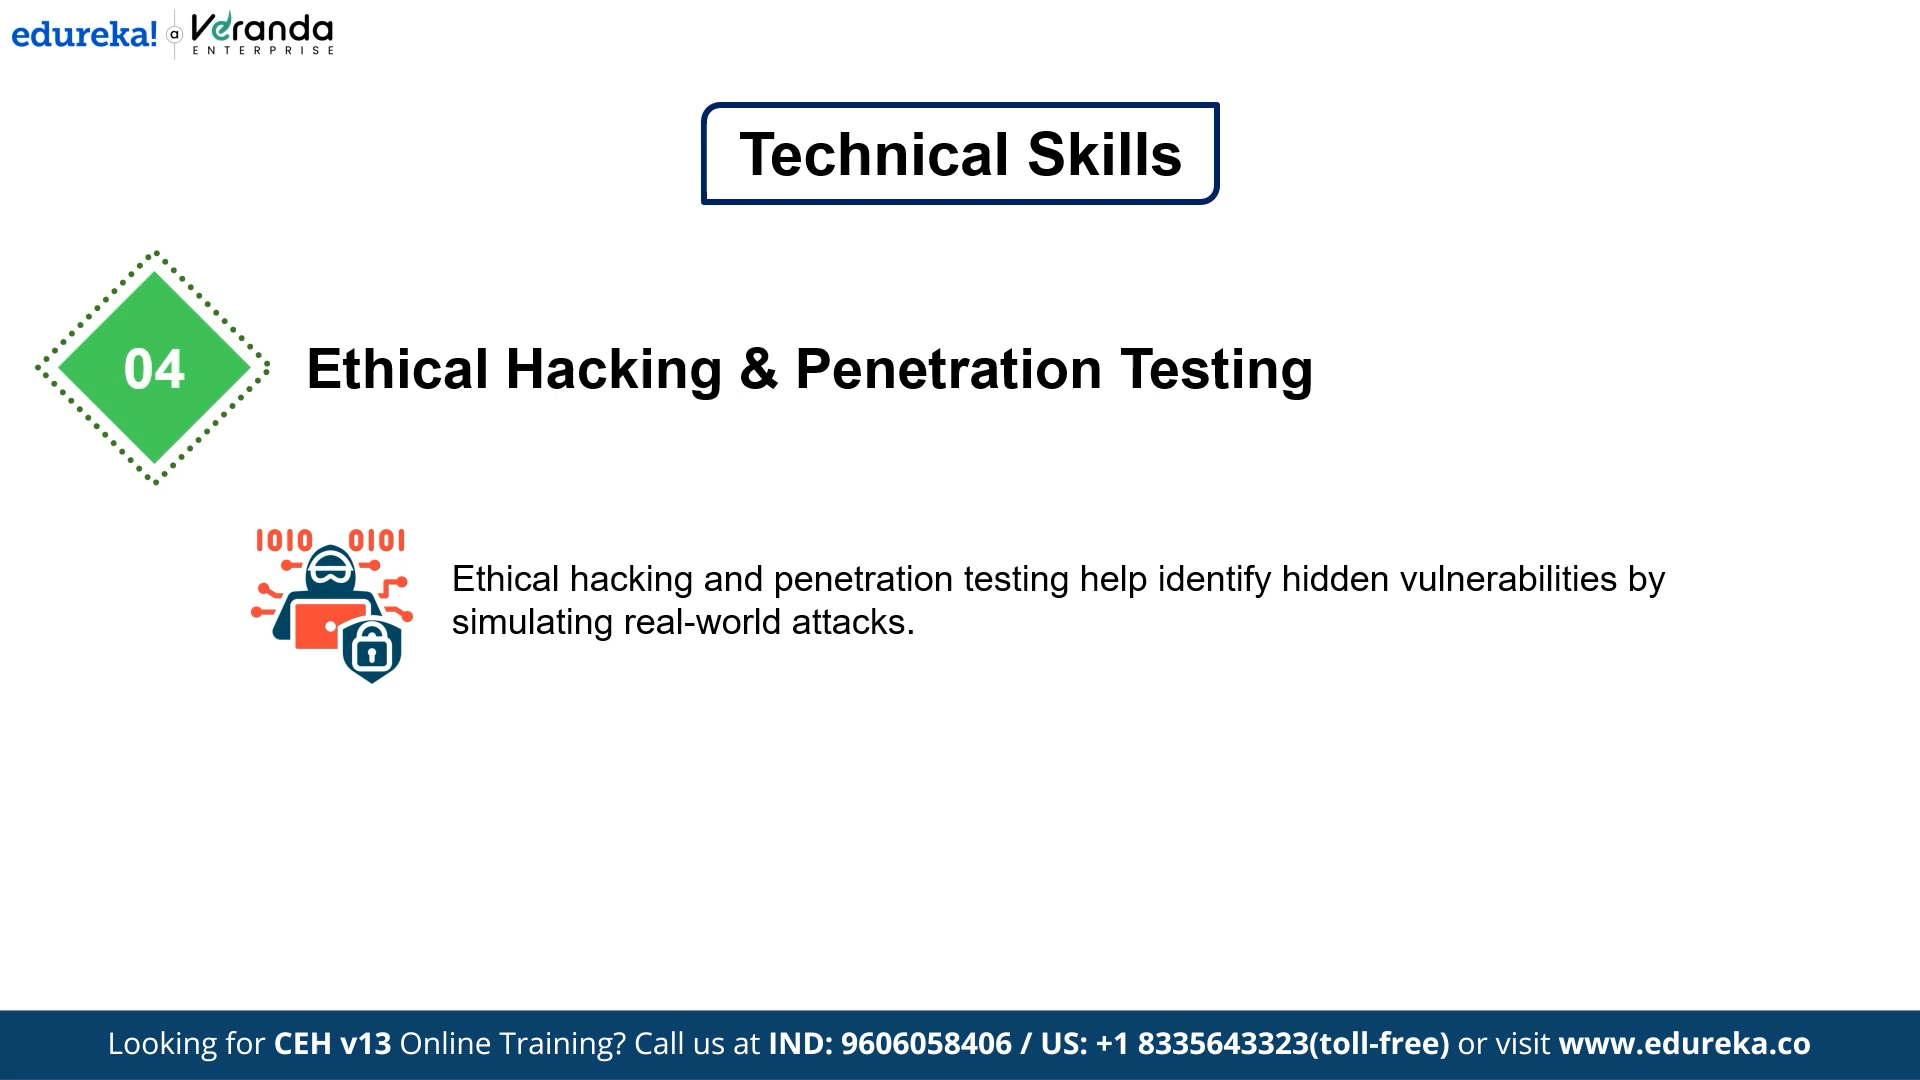 edureka! a Veranda
ENTERPRISE
Technical Skills
04
Ethical Hacking & Penetration Testing
1010 0101
Ethical hacking and penetration testing help identify hidden vulnerabilities by
simulating real-world attacks.
Looking for CEH v13 Online Training? Call us at IND: 9606058406 / US: +1 8335643323(toll-free) or visit www.edureka.co